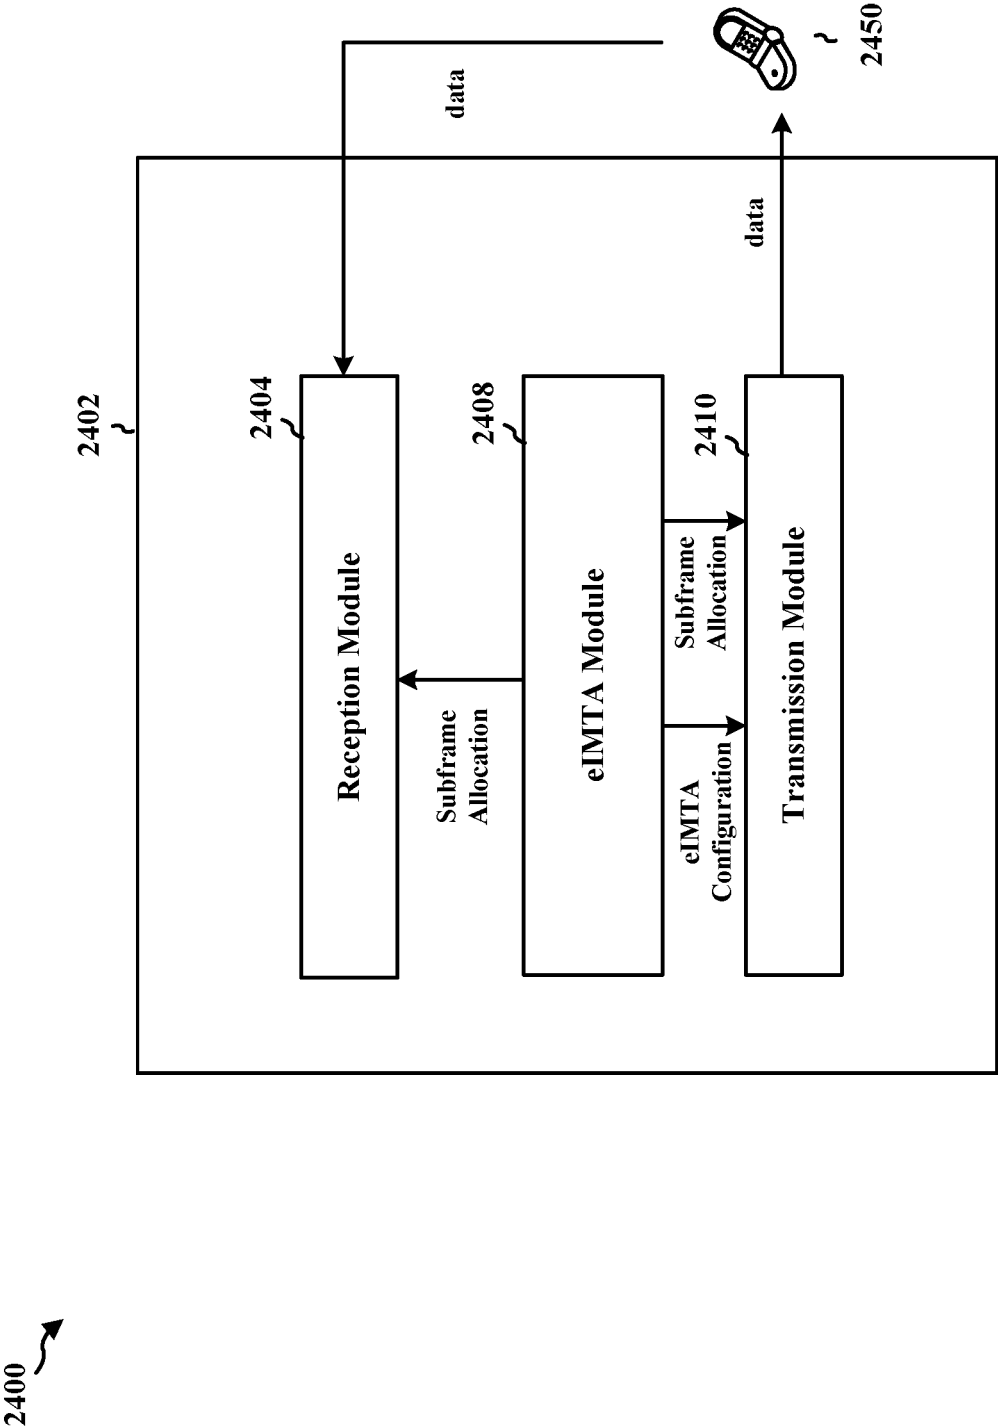 2400
2402
2404
Reception Module
data
Subframe
Allocation
2408
eIMTA Module
eIMTA
Configuration
Subframe
Allocation
2410
Transmission Module
data
2450